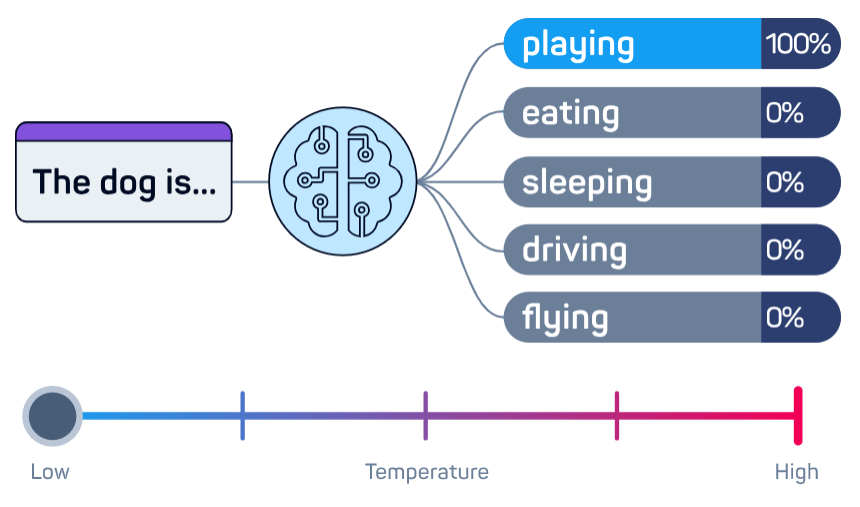 The dog is...
playing 100%
eating 0%
sleeping 0%
driving 0%
flying 0%
Low Temperature High